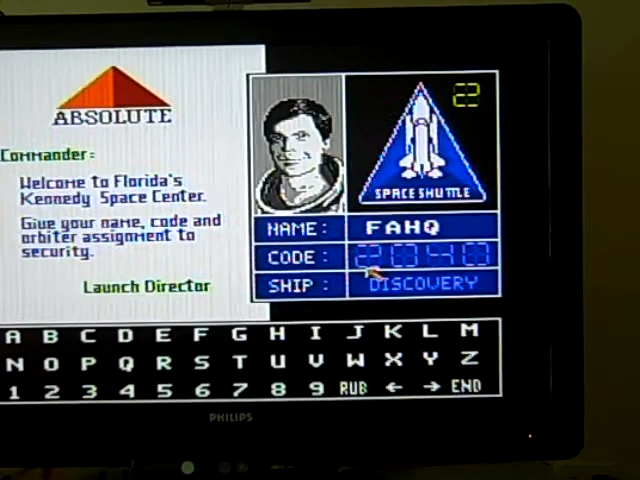 ABSOLUTE
Commander:
Welcome to Florida's
Kennedy Space Center.
Give your name, code and
orbiter assignment to
security.
Launch Director
22
SPACE SHUTTLE
NAME: FAHQ
CODE: 20240
SHIP: DISCOVERY
A B C D E F G H I J K L M
N O P Q R S T U V W X Y Z
1 2 3 4 5 6 7 8 9 RUB ← → END
PHILIPS